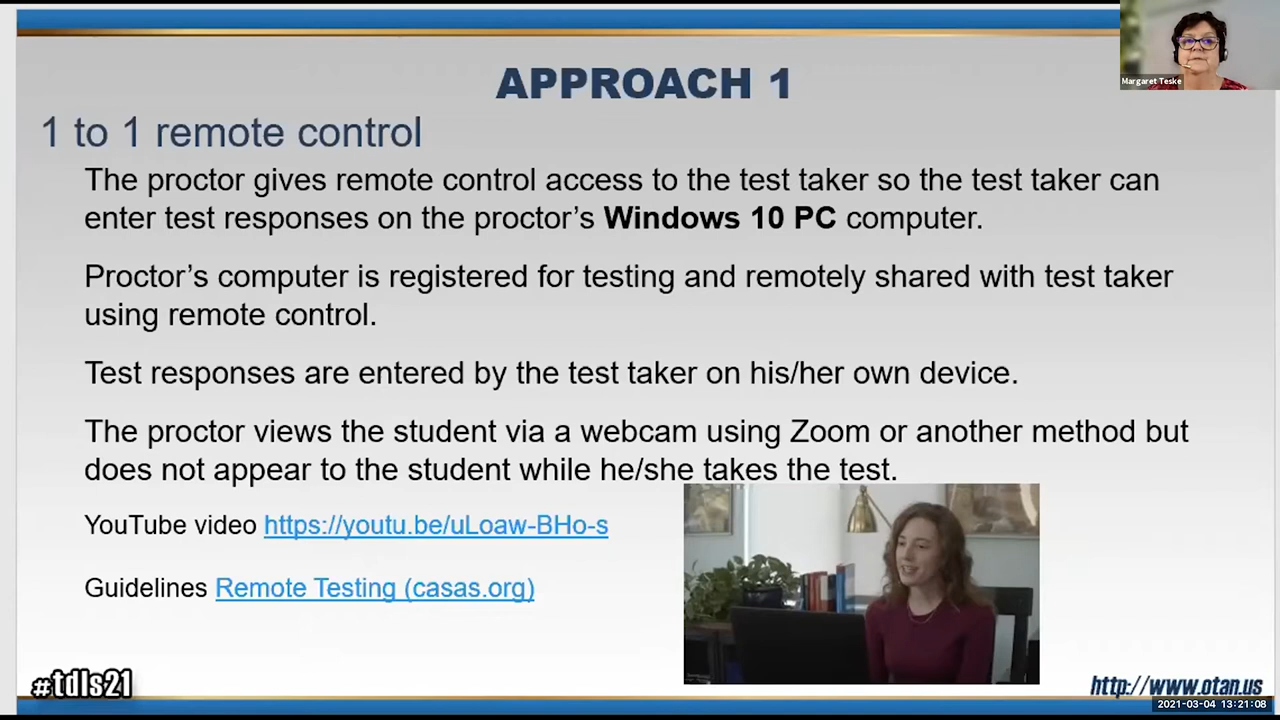 APPROACH 1
Margaret Teske
1 to 1 remote control
The proctor gives remote control access to the test taker so the test taker can
enter test responses on the proctor’s Windows 10 PC computer.
Proctor’s computer is registered for testing and remotely shared with test taker
using remote control.
Test responses are entered by the test taker on his/her own device.
The proctor views the student via a webcam using Zoom or another method but
does not appear to the student while he/she takes the test.
YouTube video https://youtu.be/uLoaw-BHo-s
Guidelines Remote Testing (casas.org)
#tdls21
http://www.otan.us
2021-03-04 13:21:08